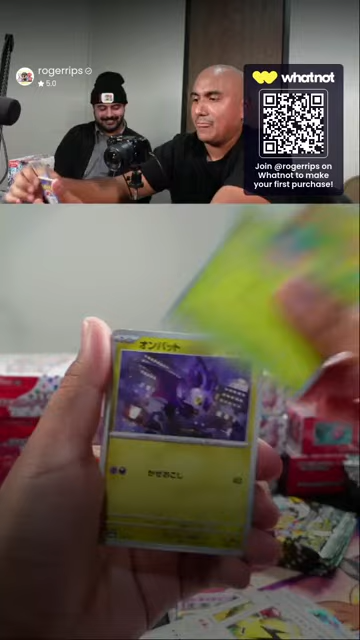 rogerrips
5.0
whatnot
Join @rogerrips on
Whatnot to make
your first purchase!
オンバット
かぜおこし